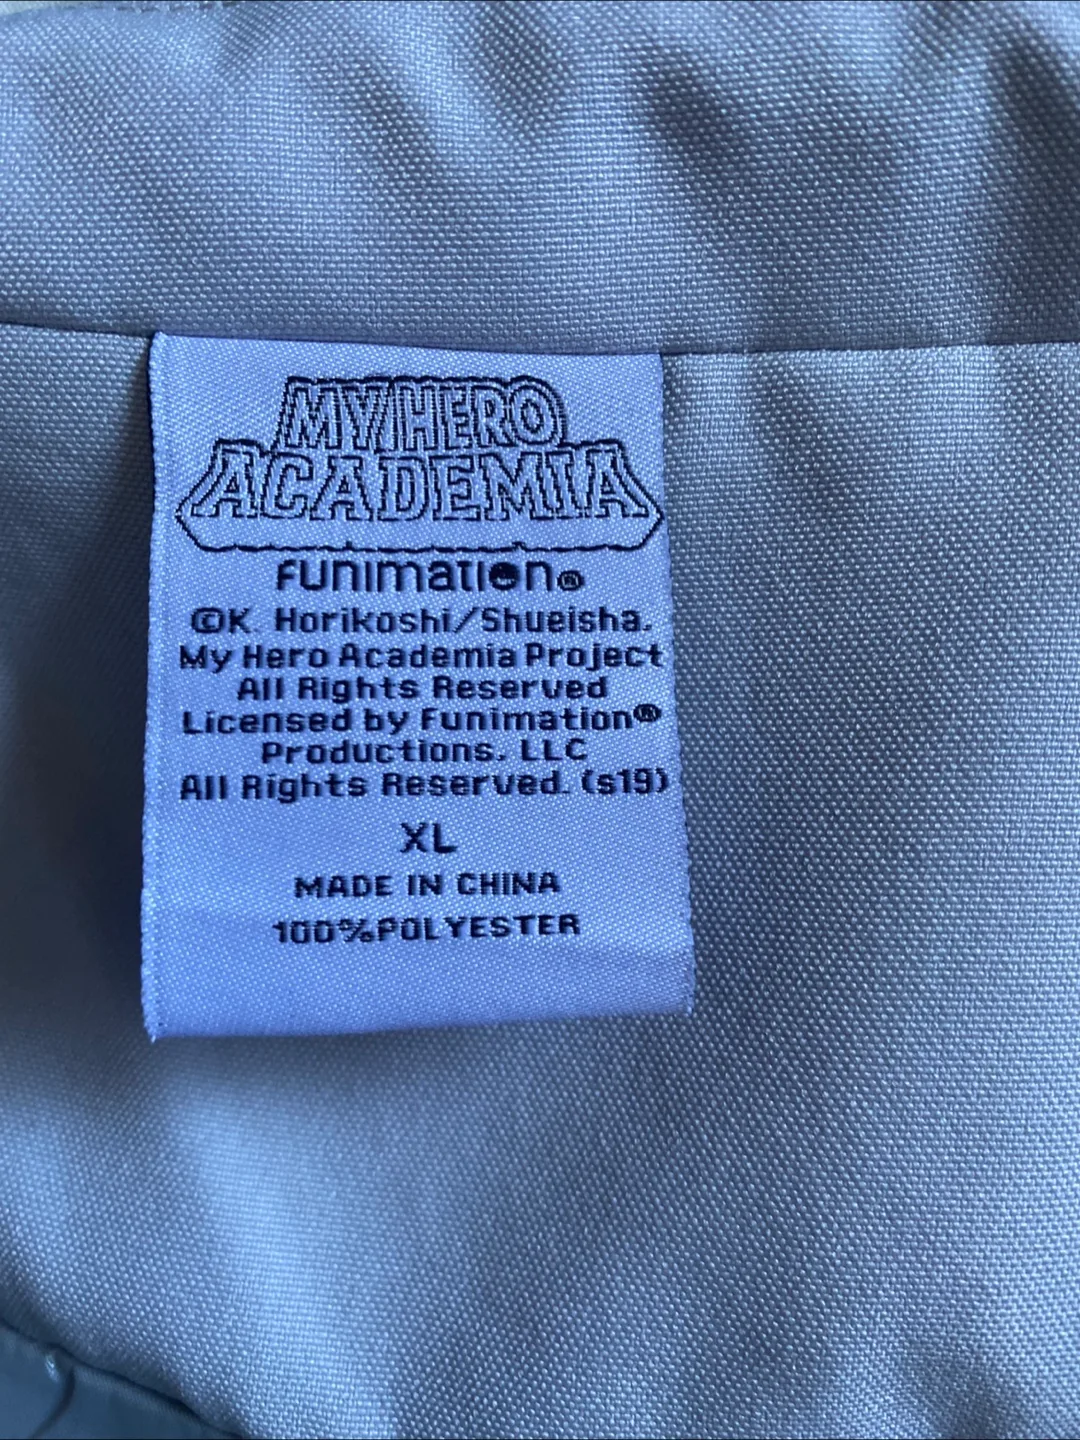 MY HERO
ACADEMIA
FUNIMATION®
©K. Horikoshi/Shueisha.
My Hero Academia Project
All Rights Reserved
Licensed by Funimation®
Productions, LLC
All Rights Reserved. (s19)
XL
MADE IN CHINA
100%POLYESTER